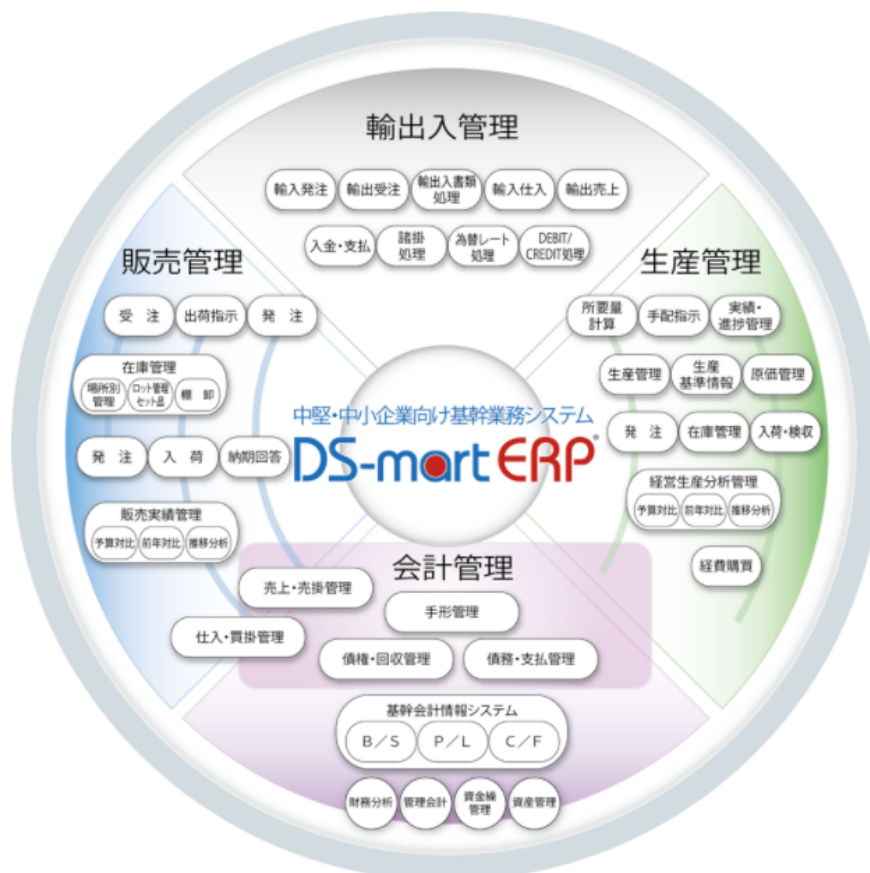 輸出入管理
輸入発注
輸出受注
輸出入書類
処理
輸入仕入
輸出売上
入金・支払
諸掛
処理
為替レート
処理
DEBIT/
CREDIT処理
販売管理
受 注
出荷指示
発 注
在庫管理
場所別
管理
ロット管理
セット品
棚 卸
発 注
入 荷
納期回答
販売実績管理
予算対比
前年対比
推移分析
売上・売掛管理
仕入・買掛管理
生産管理
所要量
計算
手配指示
実績・
進捗管理
生産管理
生産
基準情報
原価管理
発 注
在庫管理
入荷・検収
経営生産分析管理
予算対比
前年対比
推移分析
経費購買
中堅・中小企業向け基幹業務システム
DS-mart ERP®
会計管理
手形管理
債権・回収管理
債務・支払管理
基幹会計情報システム
B/S
P/L
C/F
財務分析
管理会計
資金繰
管理
資産管理